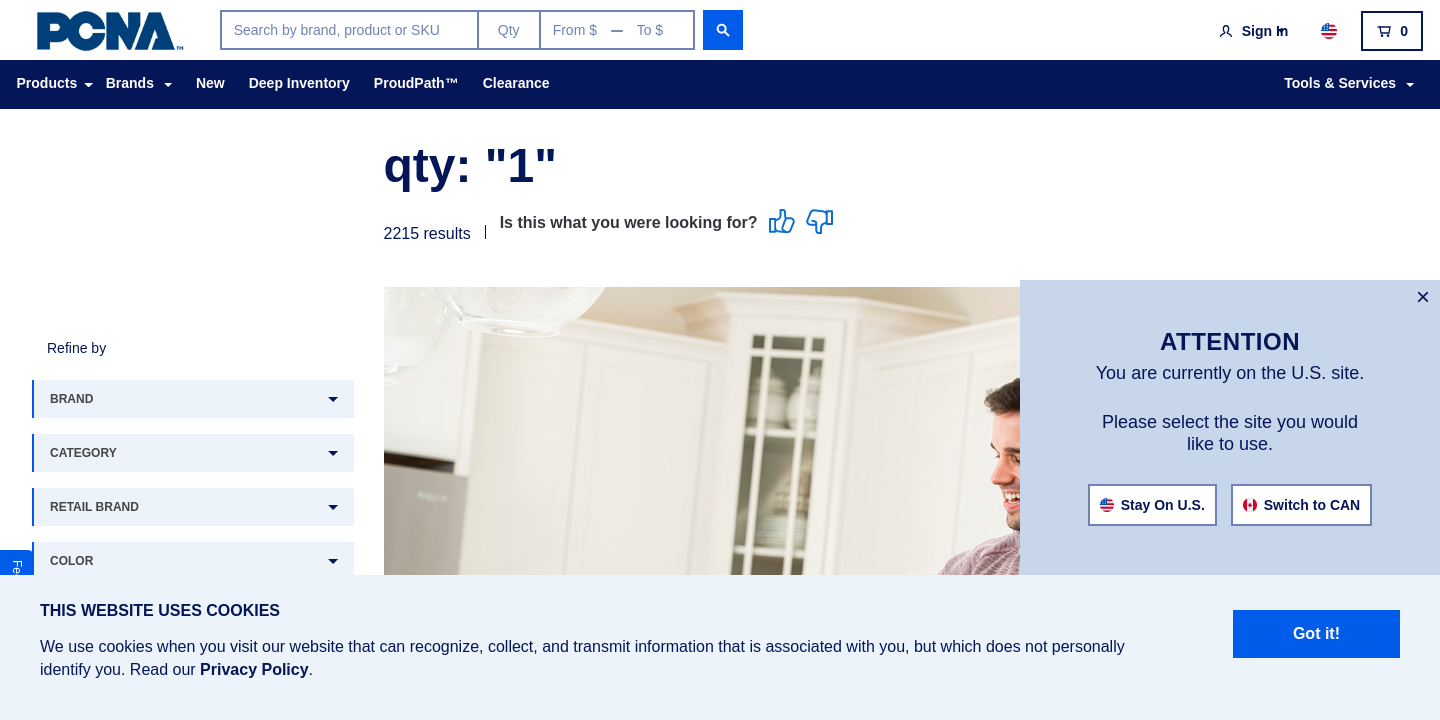 PCNA™
Search by brand, product or SKU
Qty
From $ — To $
Sign In
0
Products
Brands
New
Deep Inventory
ProudPath™
Clearance
Tools & Services
qty: "1"
2215 results
Is this what you were looking for?
Refine by
BRAND
CATEGORY
RETAIL BRAND
COLOR
Fe
×
ATTENTION
You are currently on the U.S. site.
Please select the site you would
like to use.
Stay On U.S.
Switch to CAN
THIS WEBSITE USES COOKIES
We use cookies when you visit our website that can recognize, collect, and transmit information that is associated with you, but which does not personally
identify you. Read our Privacy Policy.
Got it!